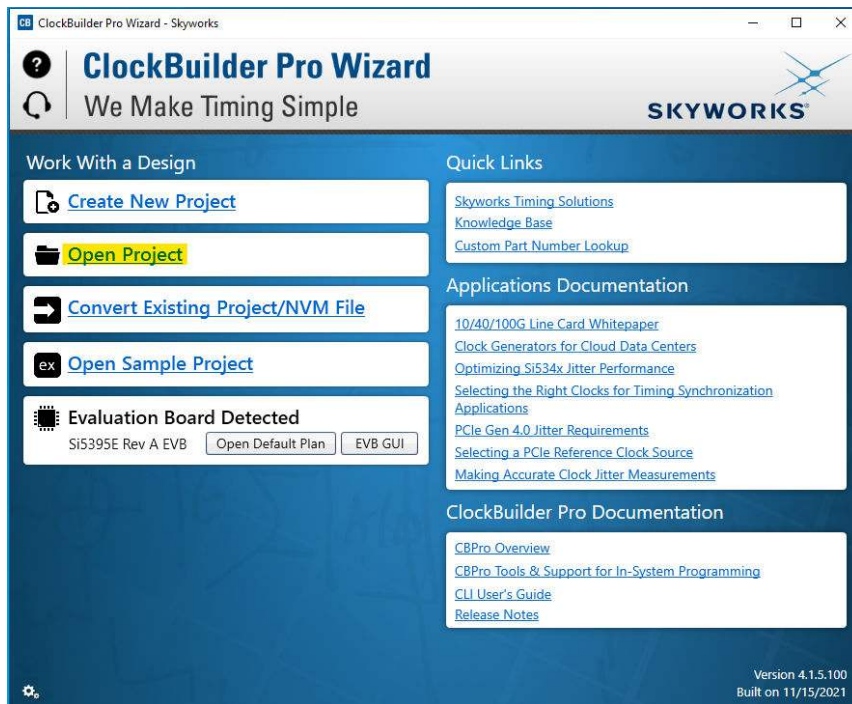 CB ClockBuilder Pro Wizard - Skyworks
?
ClockBuilder Pro Wizard
We Make Timing Simple
SKYWORKS®
Work With a Design
Create New Project
Open Project
Convert Existing Project/NVM File
ex Open Sample Project
Evaluation Board Detected
Si5395E Rev A EVB Open Default Plan EVB GUI
Quick Links
Skyworks Timing Solutions
Knowledge Base
Custom Part Number Lookup
Applications Documentation
10/40/100G Line Card Whitepaper
Clock Generators for Cloud Data Centers
Optimizing Si534x Jitter Performance
Selecting the Right Clocks for Timing Synchronization
Applications
PCIe Gen 4.0 Jitter Requirements
Selecting a PCIe Reference Clock Source
Making Accurate Clock Jitter Measurements
ClockBuilder Pro Documentation
CBPro Overview
CBPro Tools & Support for In-System Programming
CLI User's Guide
Release Notes
Version 4.1.5.100
Built on 11/15/2021